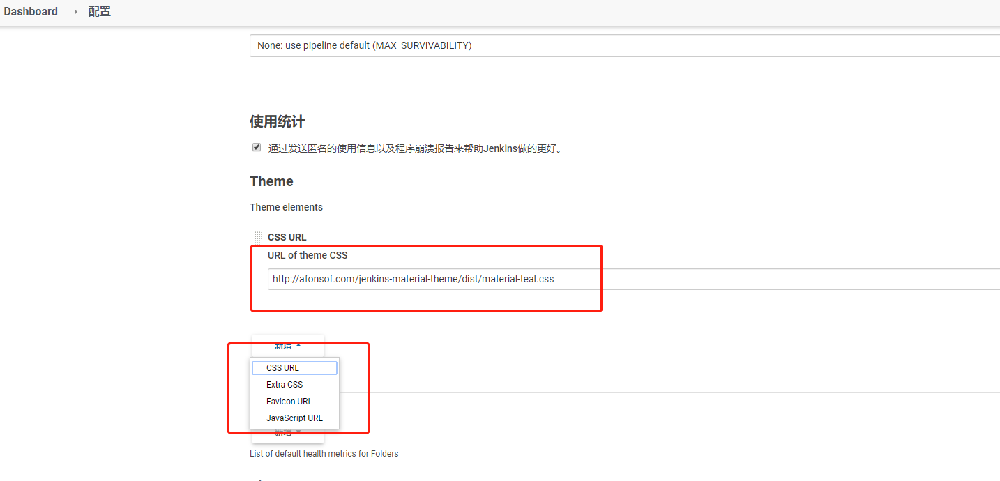 Dashboard 配置
None: use pipeline default (MAX_SURVIVABILITY)
使用统计
通过发送匿名的使用信息以及程序崩溃报告来帮助Jenkins做的更好。
Theme
Theme elements
CSS URL
URL of theme CSS
http://afonsof.com/jenkins-material-theme/dist/material-teal.css
新增
CSS URL
Extra CSS
Favicon URL
JavaScript URL
新增
List of default health metrics for Folders